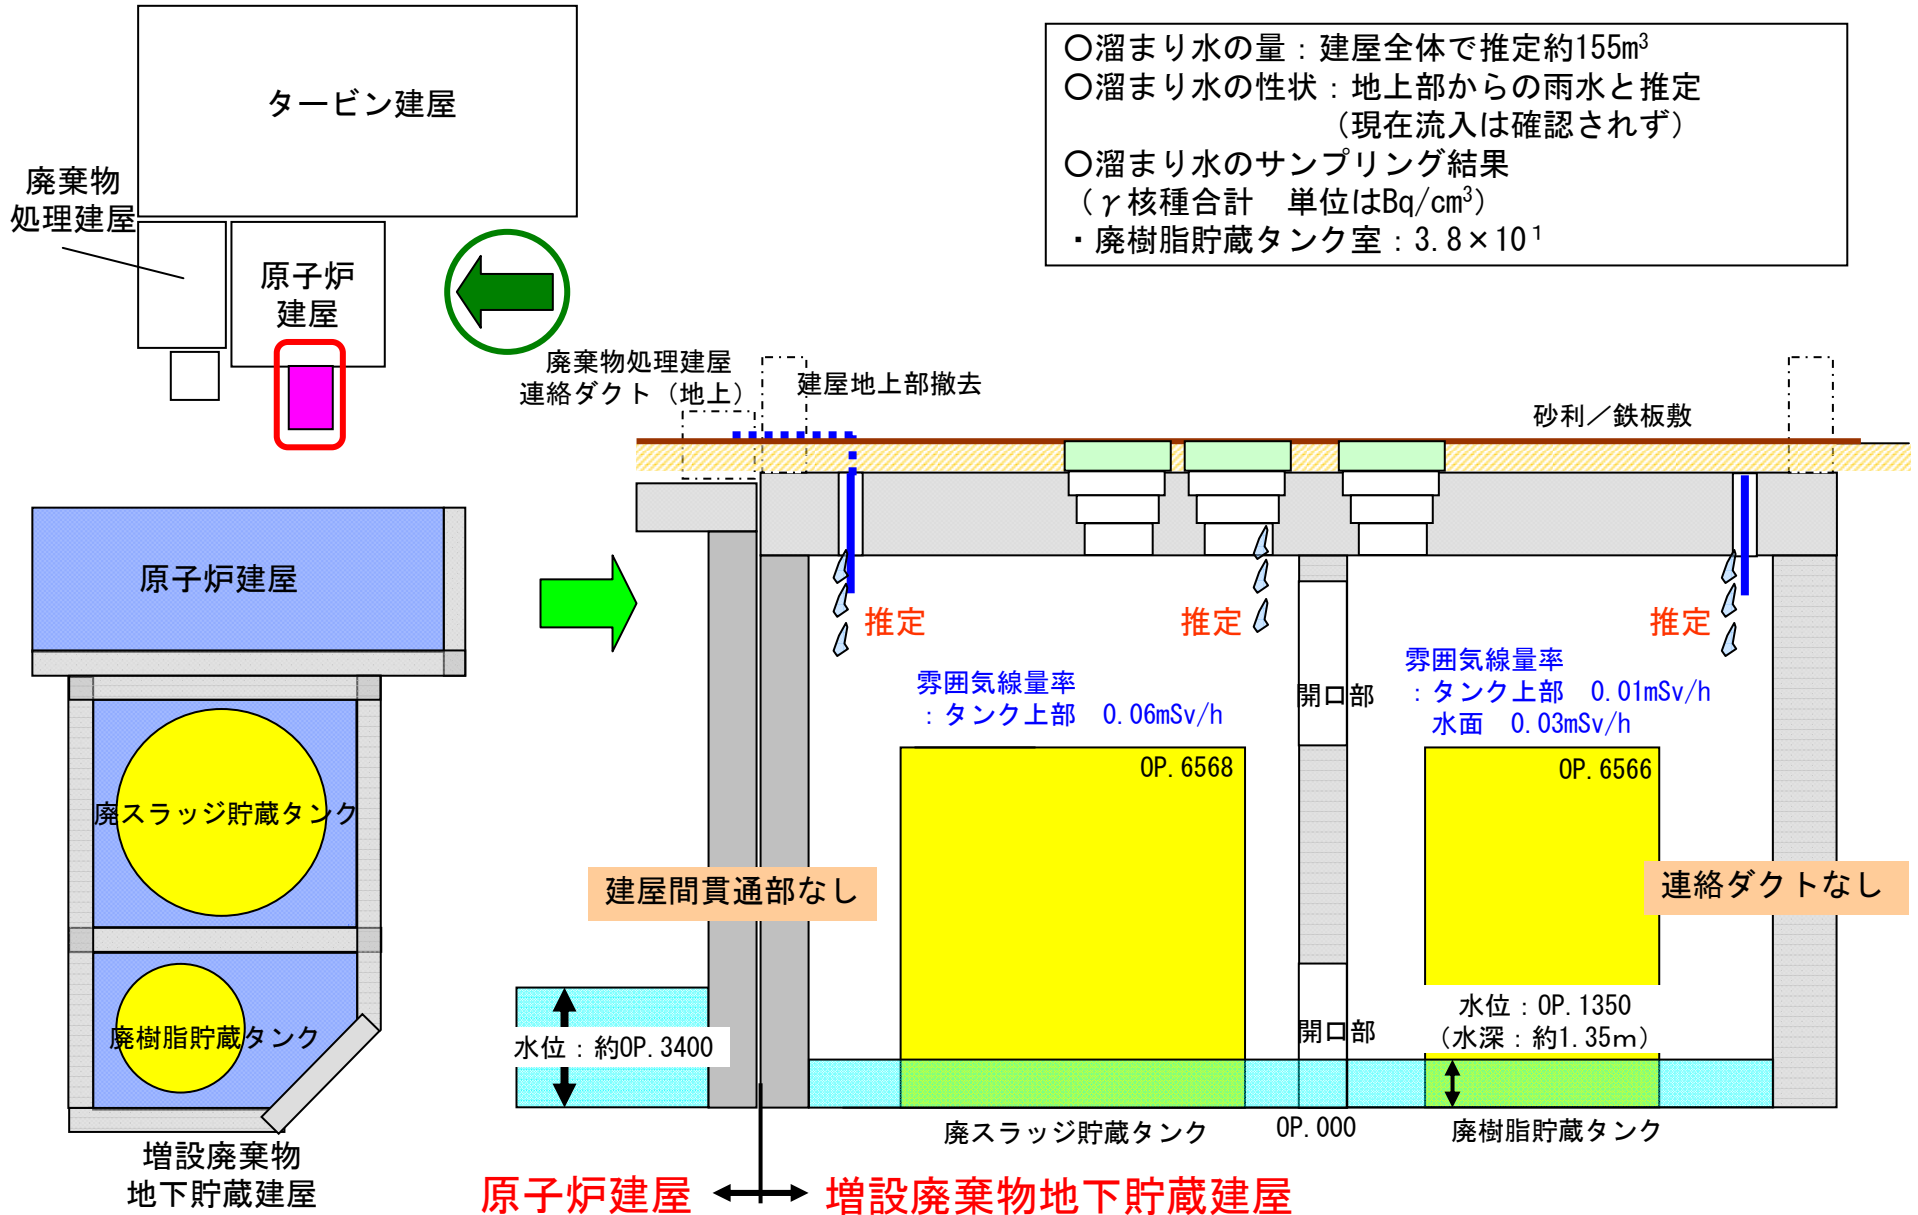 タービン建屋
廃棄物
処理建屋
原子炉
建屋
○溜まり水の量：建屋全体で推定約155m³
○溜まり水の性状：地上部からの雨水と推定
（現在流入は確認されず）
○溜まり水のサンプリング結果
（γ核種合計　単位はBq/cm³）
・廃樹脂貯蔵タンク室：3.8×10¹
廃棄物処理建屋
連絡ダクト（地上）
建屋地上部撤去
砂利／鉄板敷
原子炉建屋
廃スラッジ貯蔵タンク
廃樹脂貯蔵タンク
増設廃棄物
地下貯蔵建屋
推定
推定
推定
雰囲気線量率
：タンク上部　0.06mSv/h
開口部
雰囲気線量率
：タンク上部　0.01mSv/h
水面　0.03mSv/h
OP.6568
OP.6566
建屋間貫通部なし
連絡ダクトなし
水位：約OP.3400
開口部
水位：OP.1350
（水深：約1.35m）
廃スラッジ貯蔵タンク
OP.000
廃樹脂貯蔵タンク
原子炉建屋
増設廃棄物地下貯蔵建屋